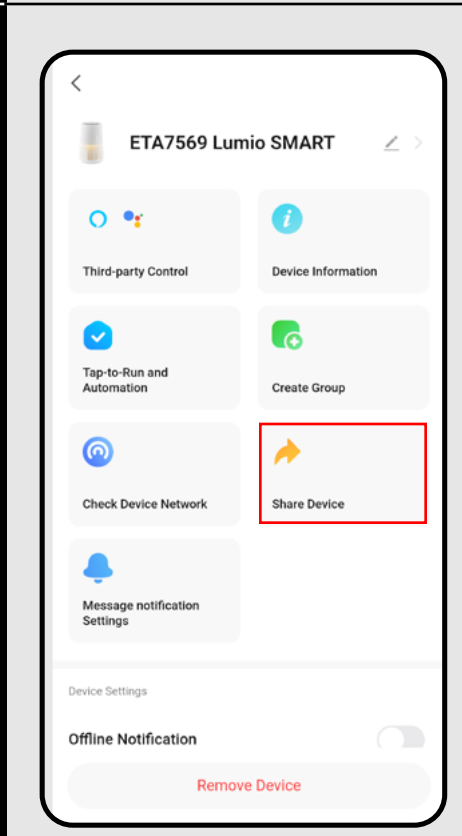 ETA7569 Lumio SMART
Third-party Control
Device Information
Tap-to-Run and
Automation
Create Group
Check Device Network
Share Device
Message notification
Settings
Device Settings
Offline Notification
Remove Device